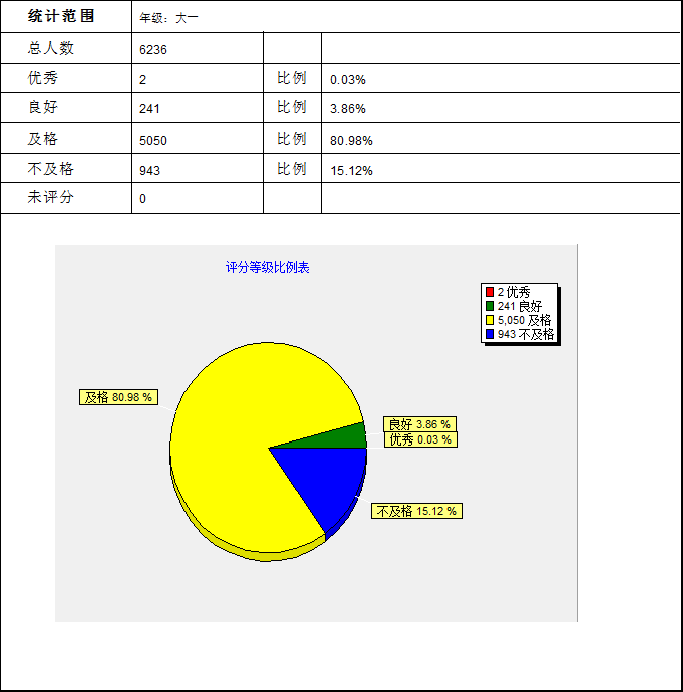 统计范围 年级：大一
总人数 6236
优秀 2 比例 0.03%
良好 241 比例 3.86%
及格 5050 比例 80.98%
不及格 943 比例 15.12%
未评分 0
评分等级比例表
2 优秀
241 良好
5,050 及格
943 不及格
及格 80.98 %
良好 3.86 %
优秀 0.03 %
不及格 15.12 %